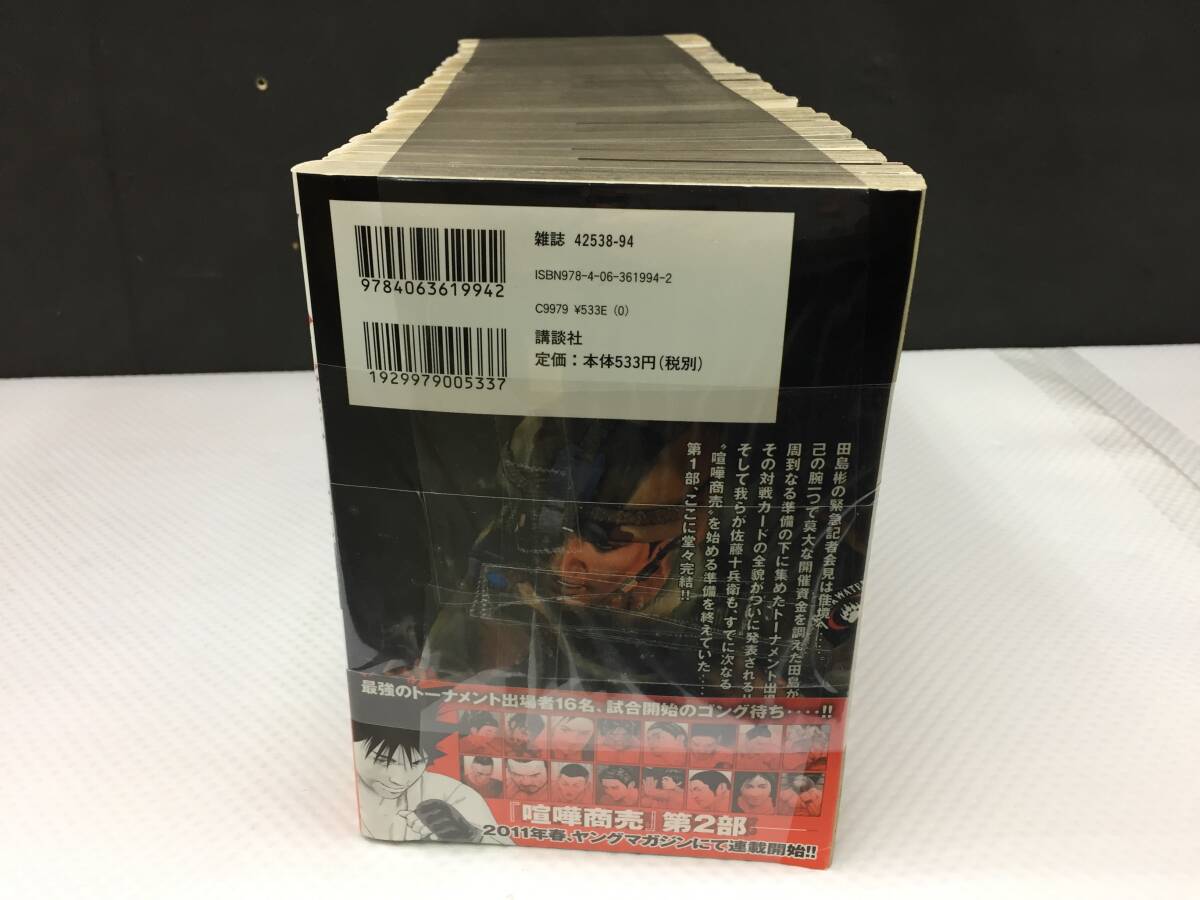 雑誌 42538-94
ISBN978-4-06-361994-2
9784063619942
C9979 ¥533E (0)
講談社
定価：本体533円(税別)
1929979005337
田島彬の緊急記者会見は佳境へ‥‥
己の腕一つで莫大な開催資金を調えた田島が
周到なる準備の下に集めたトーナメント出場
その対戦カードの全貌がついに発表される!!
そして我らが佐藤十兵衛も、すでに次なる
〝喧嘩商売〟を始める準備を終えていた‥‥
第1部、ここに堂々完結!!
最強のトーナメント出場者16名、試合開始のゴング待ち‥‥!!
『喧嘩商売』第2部
2011年春、ヤングマガジンにて連載開始!!